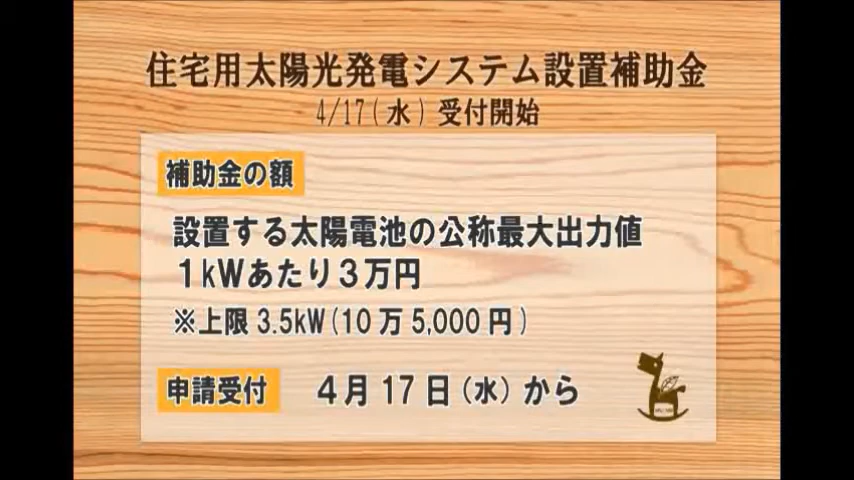 住宅用太陽光発電システム設置補助金
4/17(水)受付開始
補助金の額
設置する太陽電池の公称最大出力値
１kWあたり３万円
※上限 3.5kW(10 万 5,000 円)
申請受付 ４月 17 日(水)から